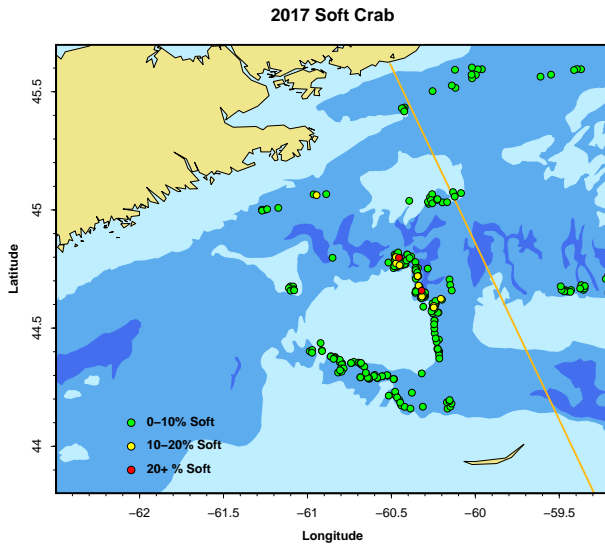 2017 Soft Crab
45.5
45
44.5
44
Latitude
0−10% Soft
10−20% Soft
20+ % Soft
−62
−61.5
−61
−60.5
−60
−59.5
Longitude